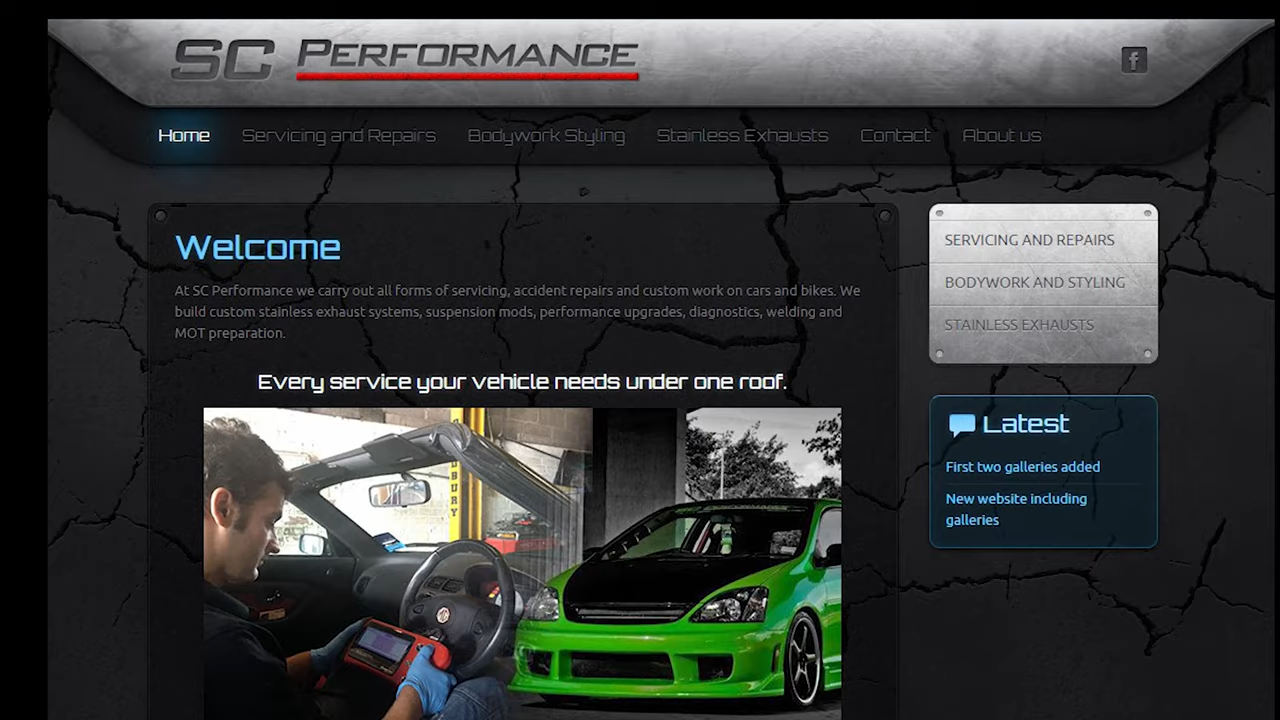 SC PERFORMANCE
f
Home Servicing and Repairs Bodywork Styling Stainless Exhausts Contact About us
Welcome
At SC Performance we carry out all forms of servicing, accident repairs and custom work on cars and bikes. We
build custom stainless exhaust systems, suspension mods, performance upgrades, diagnostics, welding and
MOT preparation.
Every service your vehicle needs under one roof.
DBURY
SERVICING AND REPAIRS
BODYWORK AND STYLING
STAINLESS EXHAUSTS
Latest
First two galleries added
New website including
galleries